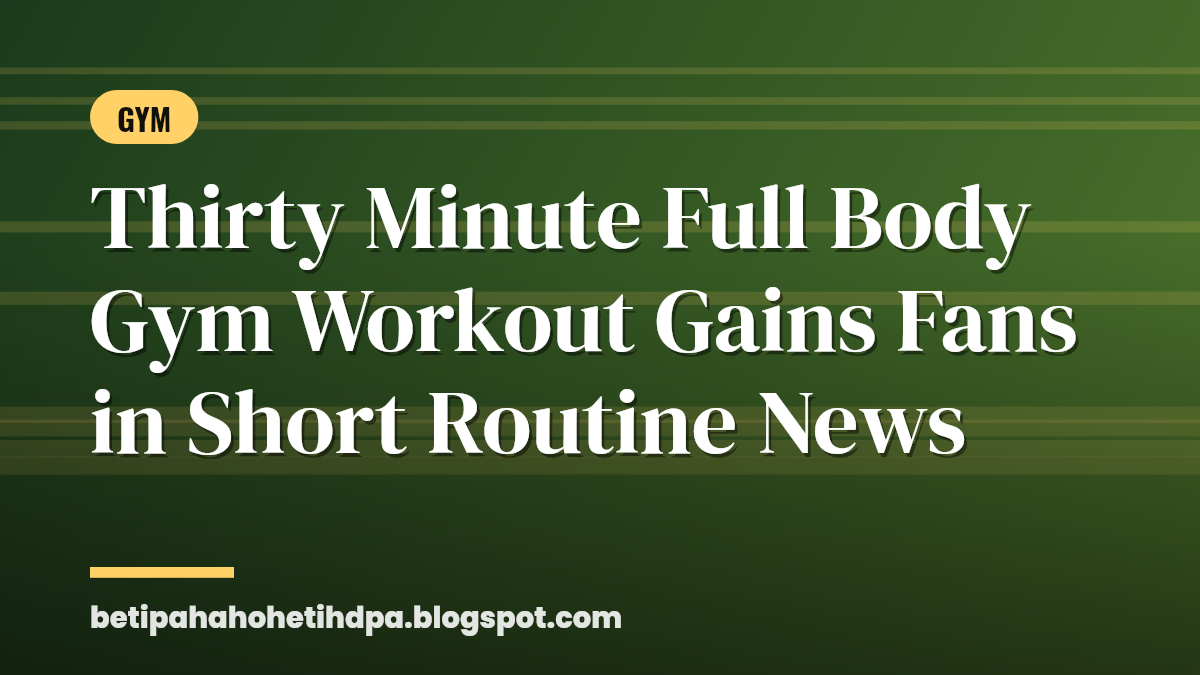 GYM
Thirty Minute Full Body
Gym Workout Gains Fans
in Short Routine News
betipahahohetihdpa.blogspot.com